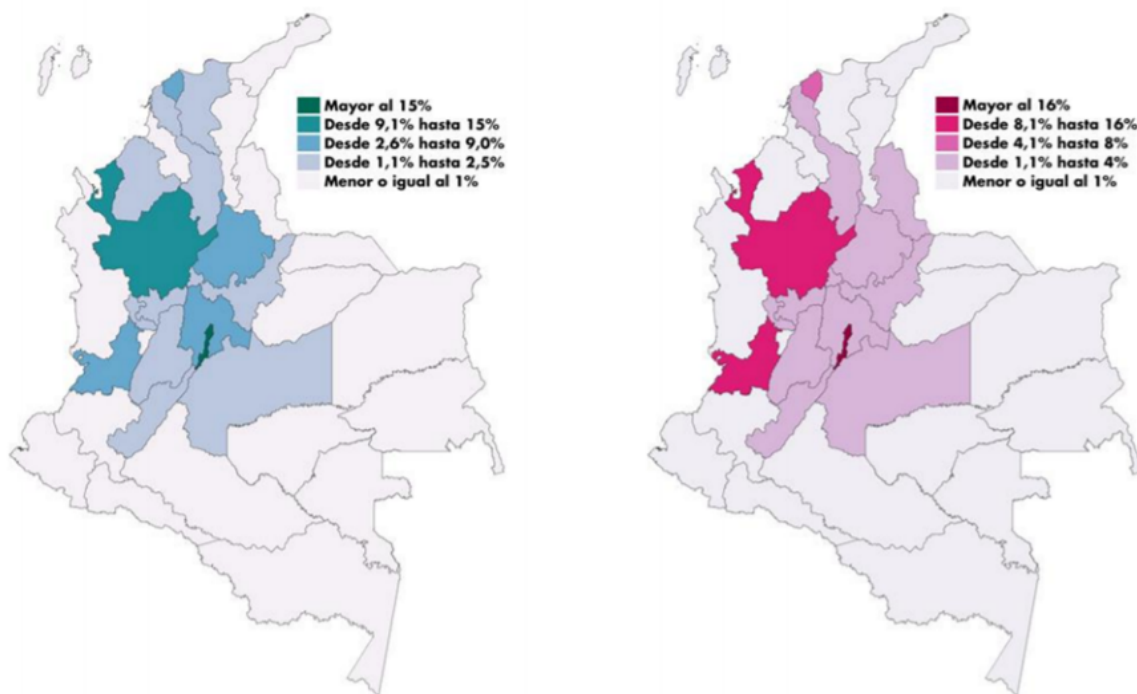 Mayor al 15%
Desde 9,1% hasta 15%
Desde 2,6% hasta 9,0%
Desde 1,1% hasta 2,5%
Menor o igual al 1%
Mayor al 16%
Desde 8,1% hasta 16%
Desde 4,1% hasta 8%
Desde 1,1% hasta 4%
Menor o igual al 1%